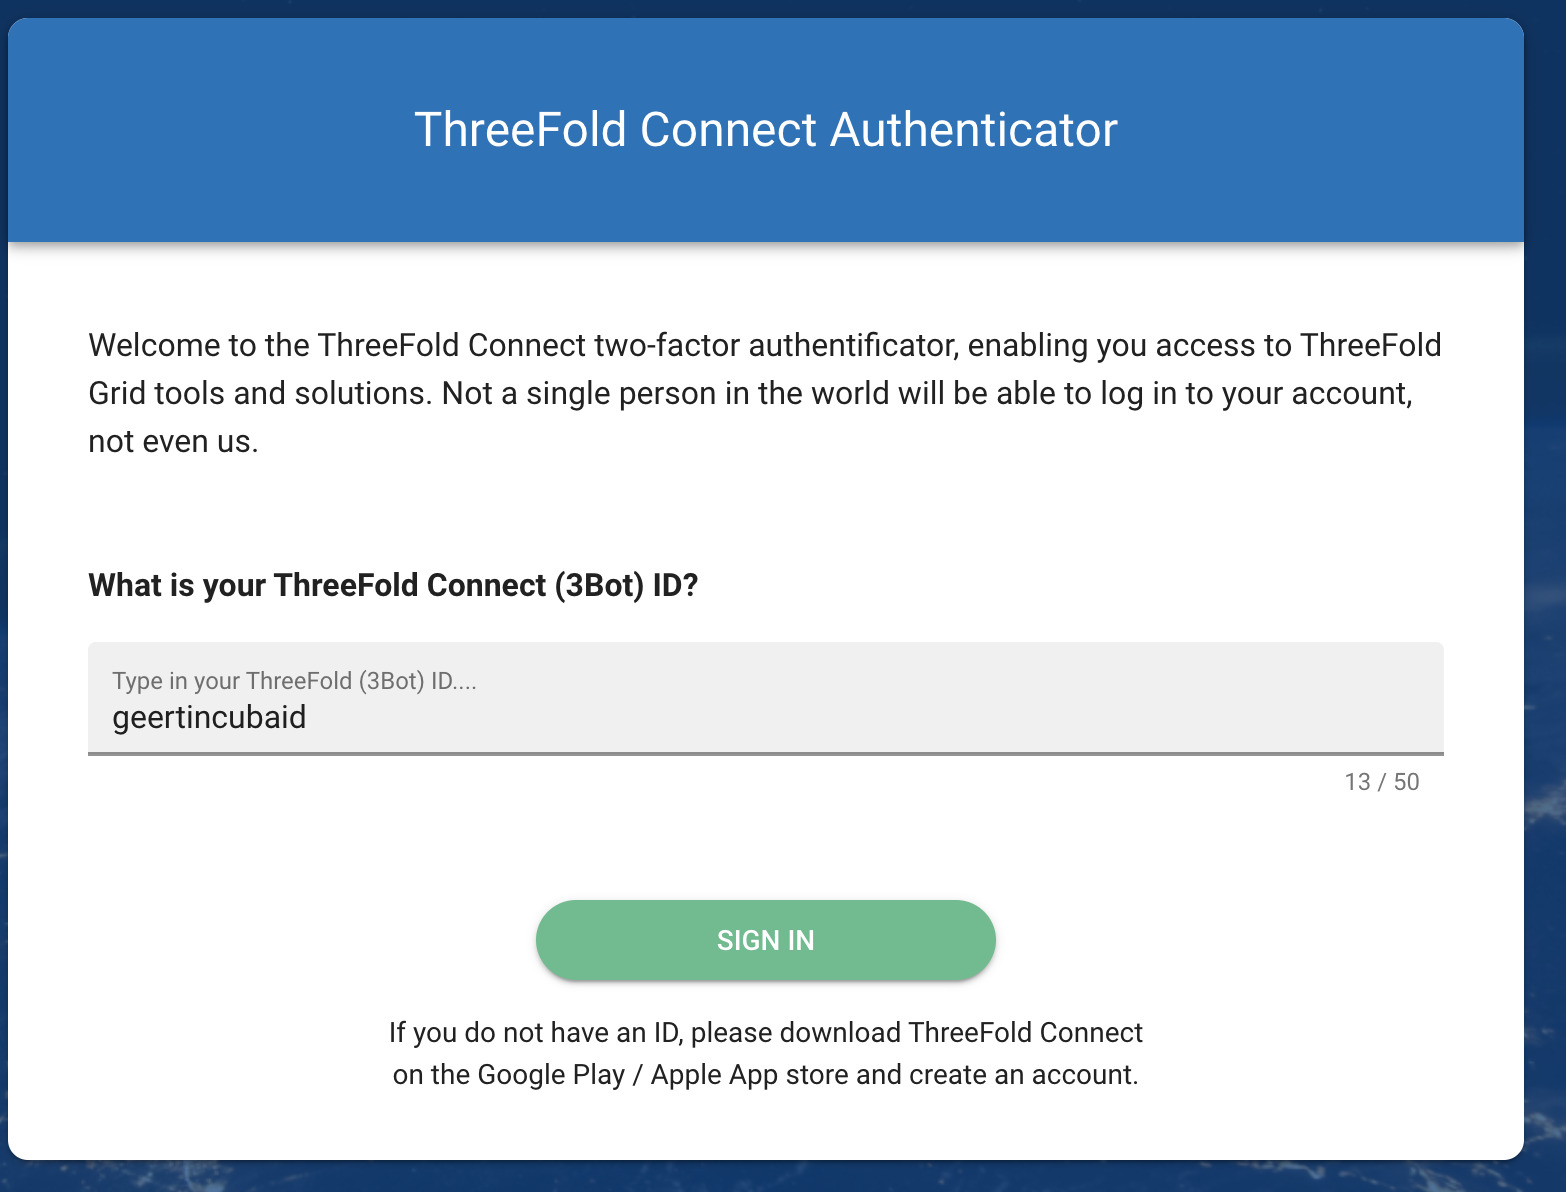 ThreeFold Connect Authenticator
Welcome to the ThreeFold Connect two-factor authentificator, enabling you access to ThreeFold
Grid tools and solutions. Not a single person in the world will be able to log in to your account,
not even us.
What is your ThreeFold Connect (3Bot) ID?
Type in your ThreeFold (3Bot) ID....
geertincubaid
13 / 50
SIGN IN
If you do not have an ID, please download ThreeFold Connect
on the Google Play / Apple App store and create an account.